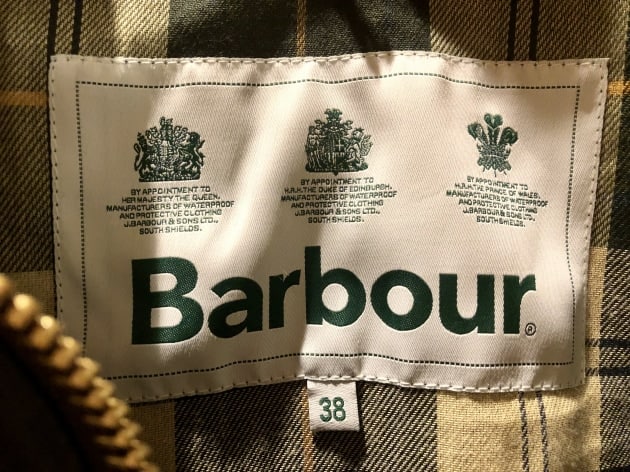 BY APPOINTMENT TO
HER MAJESTY THE QUEEN.
MANUFACTURERS OF WATERPROOF
AND PROTECTIVE CLOTHING
J.BARBOUR & SONS LTD.,
SOUTH SHIELDS.
BY APPOINTMENT TO
H.R.H. THE DUKE OF EDINBURGH.
MANUFACTURERS OF WATERPROOF
AND PROTECTIVE CLOTHING
J.BARBOUR & SONS LTD.,
SOUTH SHIELDS.
BY APPOINTMENT TO
H.R.H. THE PRINCE OF WALES.
MANUFACTURERS OF WATERPROOF
AND PROTECTIVE CLOTHING
J.BARBOUR & SONS LTD.,
SOUTH SHIELDS.
Barbour®
38